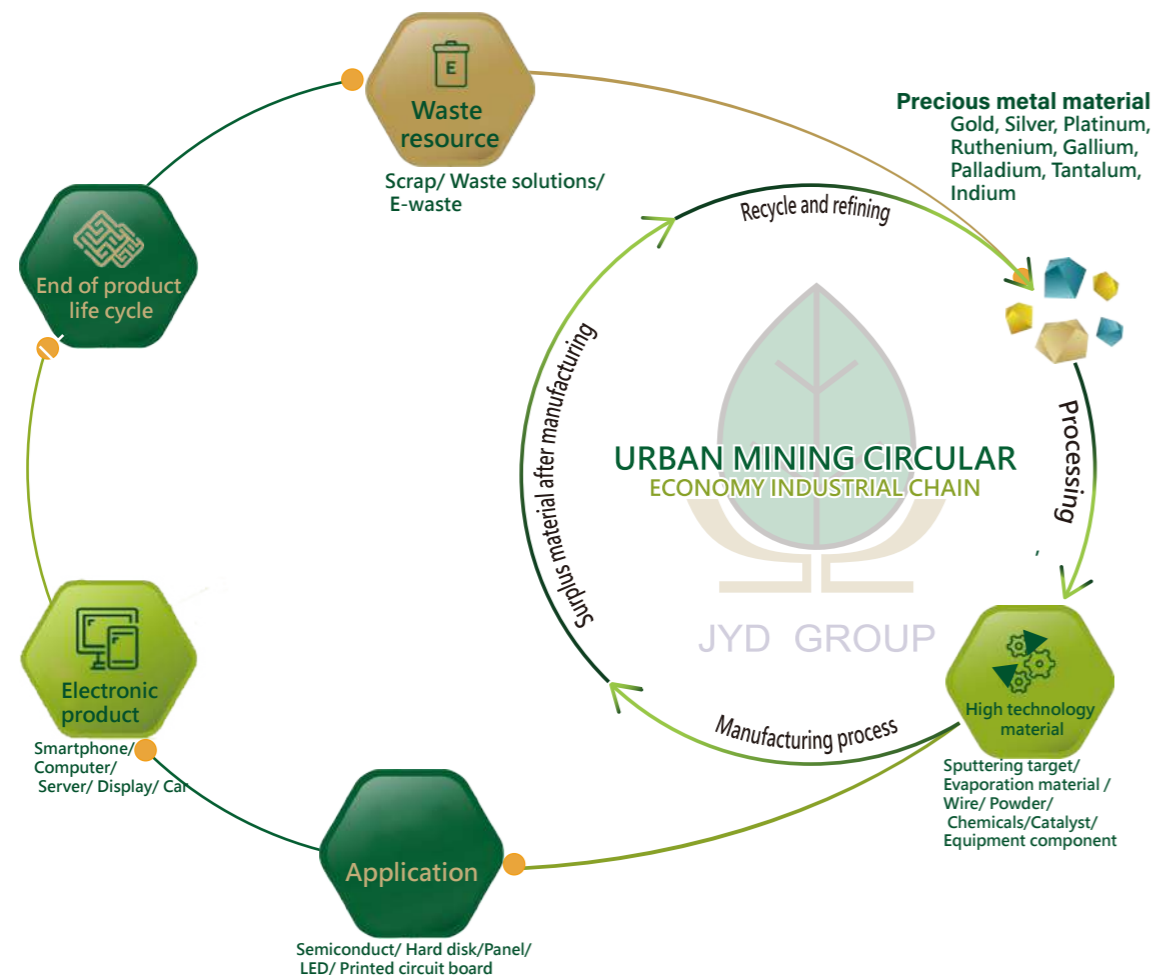 E
Waste
resource
Scrap/ Waste solutions/
E-waste
Precious metal material
Gold, Silver, Platinum,
Ruthenium, Gallium,
Palladium, Tantalum,
Indium
Recycle and refining
End of product
life cycle
Surplus material after manufacturing
Processing
URBAN MINING CIRCULAR
ECONOMY INDUSTRIAL CHAIN
JYD GROUP
Electronic
product
Smartphone/
Computer/
Server/ Display/ Car
Manufacturing process
High technology
material
Sputtering target/
Evaporation material /
Wire/ Powder/
Chemicals/Catalyst/
Equipment component
Application
Semiconduct/ Hard disk/Panel/
LED/ Printed circuit board